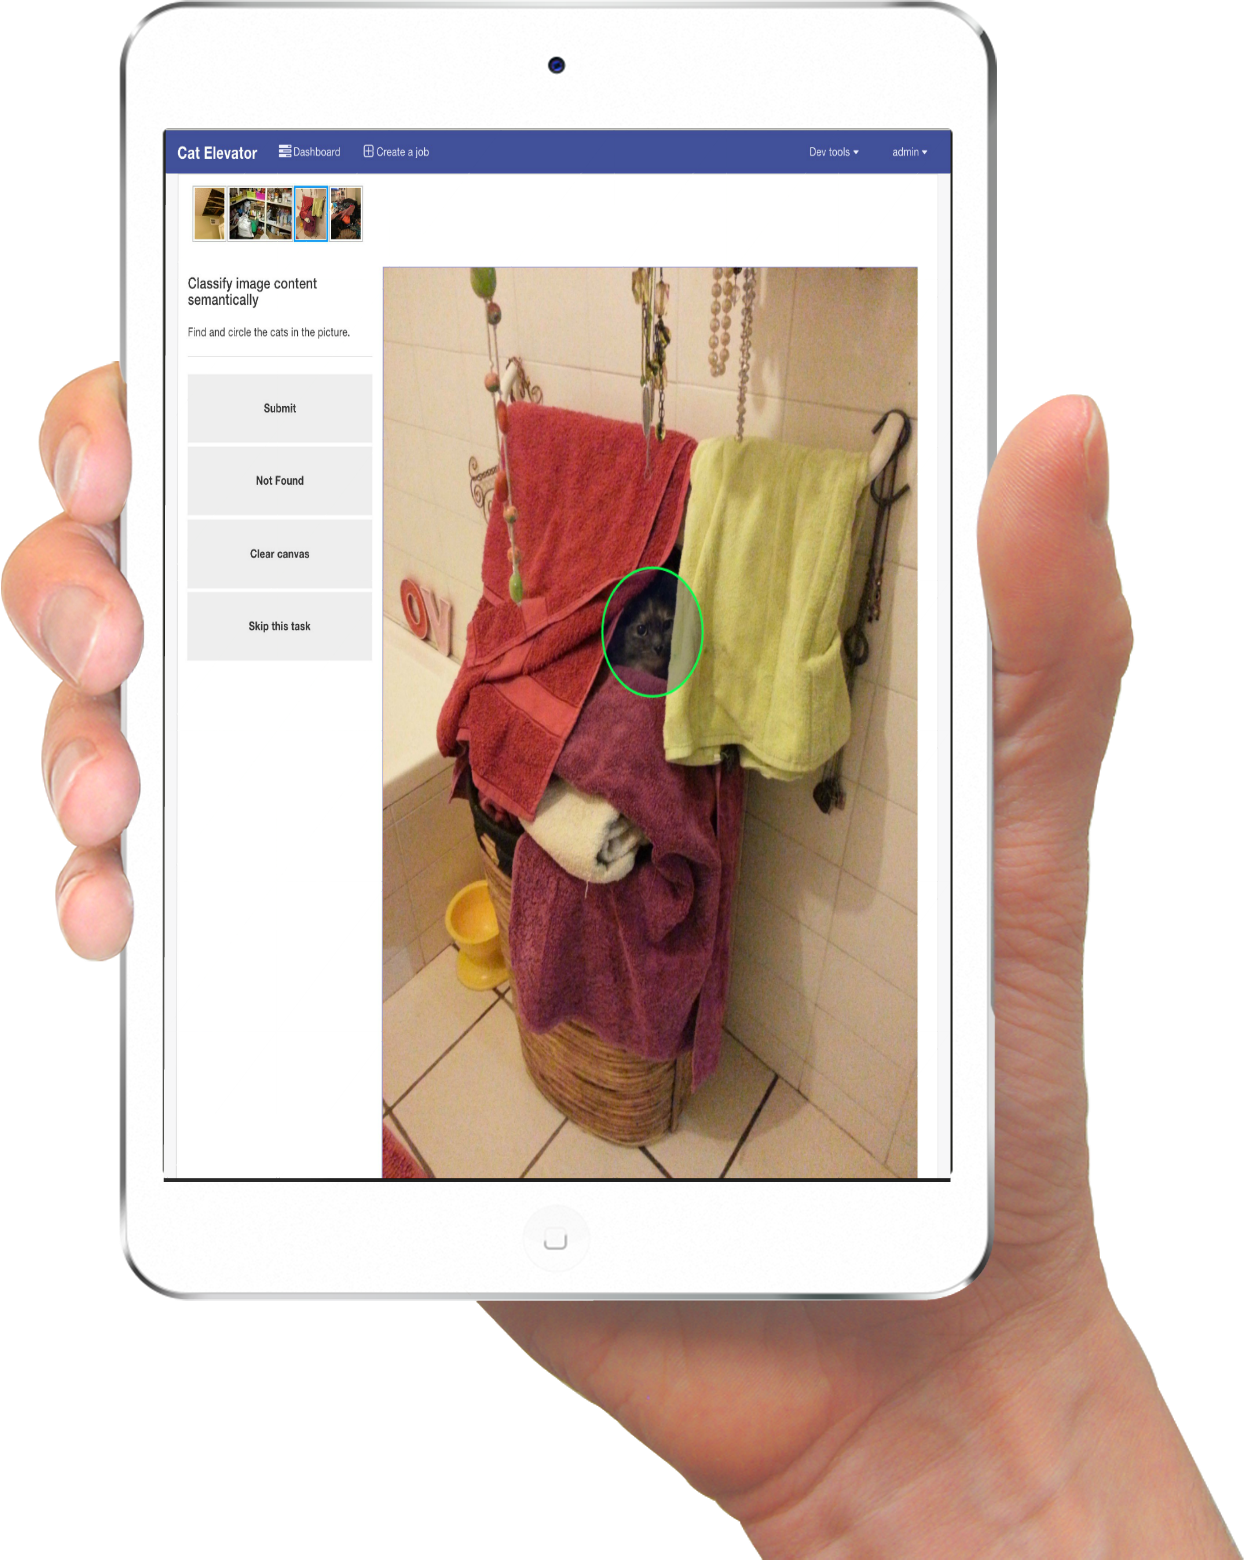 Cat Elevator Dashboard Create a job Dev tools admin
Classify image content
semantically
Find and circle the cats in the picture.
Submit
Not Found
Clear canvas
Skip this task
OV